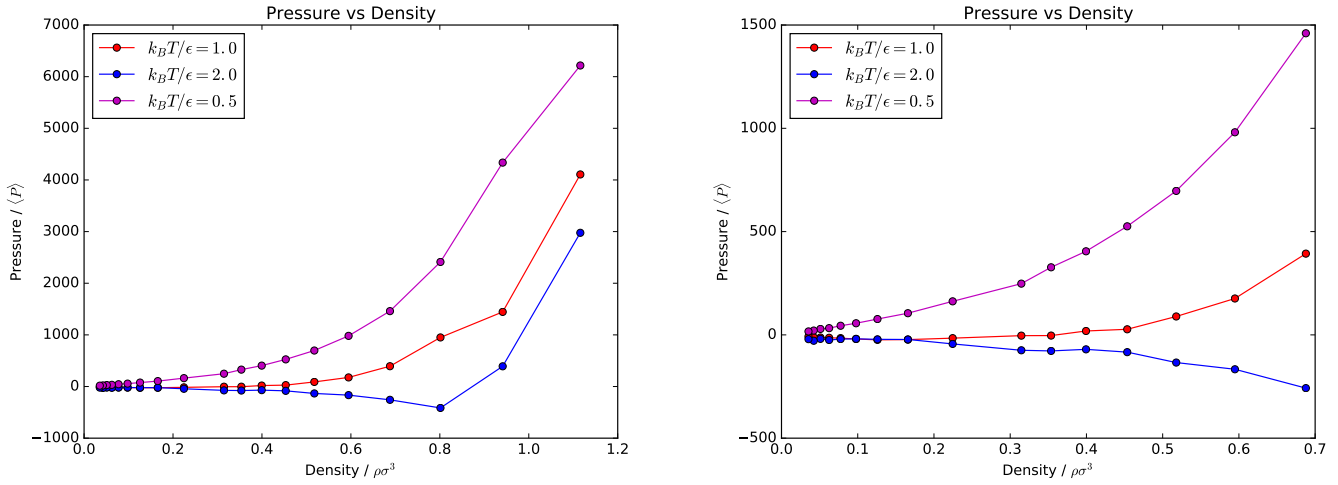 Pressure vs Density
7000
6000
5000
4000
3000
2000
1000
0
−1000
Pressure / ⟨P⟩
k_BT/ϵ = 1.0
k_BT/ϵ = 2.0
k_BT/ϵ = 0.5
0.0 0.2 0.4 0.6 0.8 1.0 1.2
Density / ρσ³
Pressure vs Density
1500
1000
500
0
−500
Pressure / ⟨P⟩
k_BT/ϵ = 1.0
k_BT/ϵ = 2.0
k_BT/ϵ = 0.5
0.0 0.1 0.2 0.3 0.4 0.5 0.6 0.7
Density / ρσ³